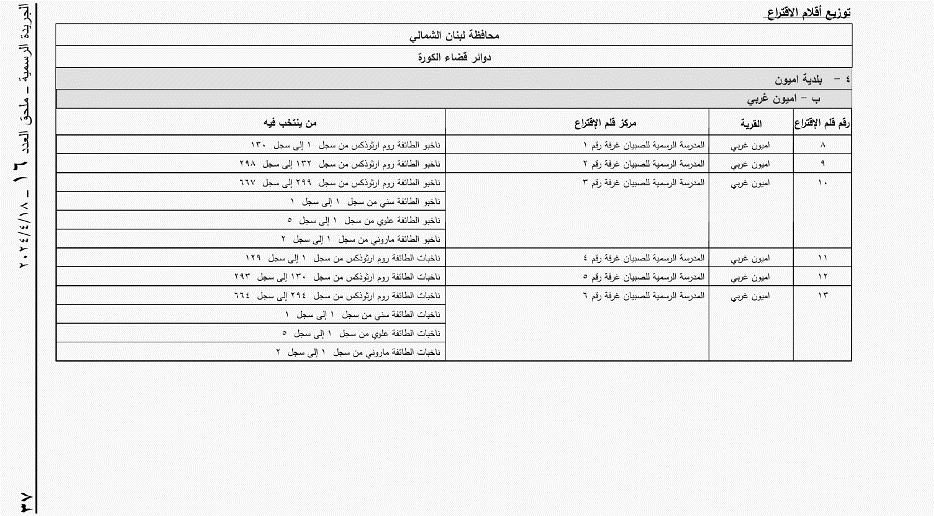 توزيع أقلام الاقتراع
محافظة لبنان الشمالي
دوائر قضاء الكورة
٤ - بلدية اميون
ب - اميون غربي
رقم قلم الإقتراع القرية مركز قلم الإقتراع من ينتخب فيه
٨ اميون غربي المدرسة الرسمية للصبيان غرفة رقم ١ ناخبو الطائفة روم ارثوذكس من سجل ١ إلى سجل ١٣٠
٩ اميون غربي المدرسة الرسمية للصبيان غرفة رقم ٢ ناخبو الطائفة روم ارثوذكس من سجل ١٣٢ إلى سجل ٢٩٨
١٠ اميون غربي المدرسة الرسمية للصبيان غرفة رقم ٣ ناخبو الطائفة روم ارثوذكس من سجل ٢٩٩ إلى سجل ٦٦٧
ناخبو الطائفة سني من سجل ١ إلى سجل ١
ناخبو الطائفة علوي من سجل ١ إلى سجل ٥
ناخبو الطائفة ماروني من سجل ١ إلى سجل ٢
١١ اميون غربي المدرسة الرسمية للصبيان غرفة رقم ٤ ناخبات الطائفة روم ارثوذكس من سجل ١ إلى سجل ١٢٩
١٢ اميون غربي المدرسة الرسمية للصبيان غرفة رقم ٥ ناخبات الطائفة روم ارثوذكس من سجل ١٣٠ إلى سجل ٢٩٣
١٣ اميون غربي المدرسة الرسمية للصبيان غرفة رقم ٦ ناخبات الطائفة روم ارثوذكس من سجل ٢٩٤ إلى سجل ٦٦٤
ناخبات الطائفة سني من سجل ١ إلى سجل ١
ناخبات الطائفة علوي من سجل ١ إلى سجل ٥
ناخبات الطائفة ماروني من سجل ١ إلى سجل ٢
الجريدة الرسمية - ملحق العدد ١٦ - ٢٠٢٤/٤/١٨
٣٧